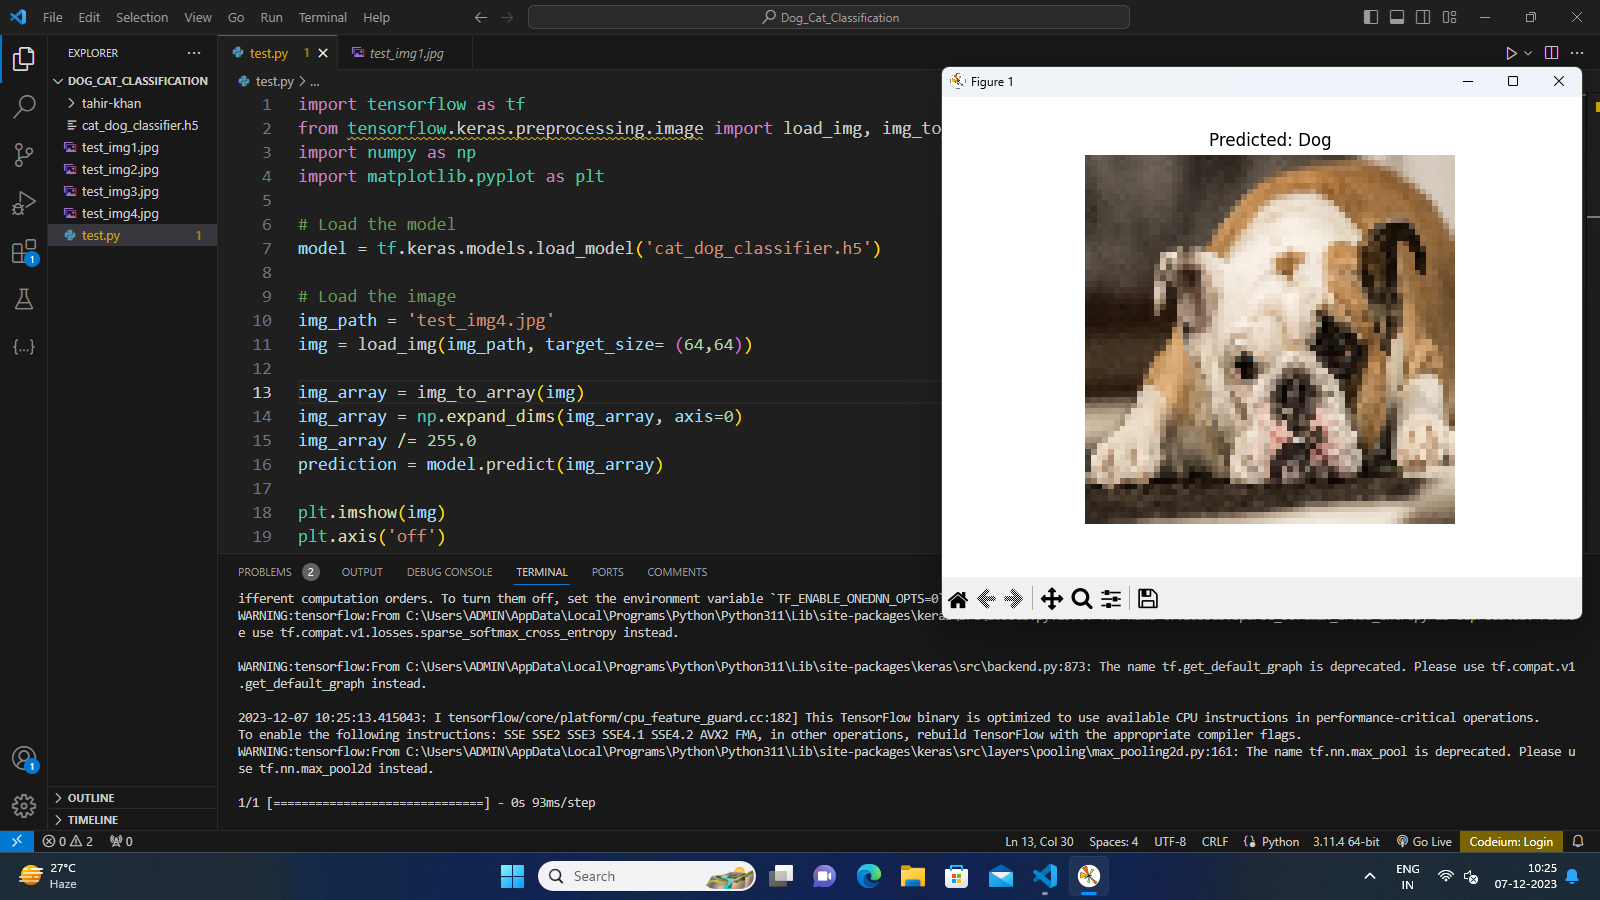 File Edit Selection View Go Run Terminal Help
Dog_Cat_Classification
EXPLORER
DOG_CAT_CLASSIFICATION
tahir-khan
cat_dog_classifier.h5
test_img1.jpg
test_img2.jpg
test_img3.jpg
test_img4.jpg
test.py 1
OUTLINE
TIMELINE
1
1
test.py 1
test_img1.jpg
test.py > ...
1 import tensorflow as tf
2 from tensorflow.keras.preprocessing.image import load_img, img_to
3 import numpy as np
4 import matplotlib.pyplot as plt
5
6 # Load the model
7 model = tf.keras.models.load_model('cat_dog_classifier.h5')
8
9 # Load the image
10 img_path = 'test_img4.jpg'
11 img = load_img(img_path, target_size= (64,64))
12
13 img_array = img_to_array(img)
14 img_array = np.expand_dims(img_array, axis=0)
15 img_array /= 255.0
16 prediction = model.predict(img_array)
17
18 plt.imshow(img)
19 plt.axis('off')
Figure 1
Predicted: Dog
PROBLEMS 2 OUTPUT DEBUG CONSOLE TERMINAL PORTS COMMENTS
ifferent computation orders. To turn them off, set the environment variable `TF_ENABLE_ONEDNN_OPTS=0`
WARNING:tensorflow:From C:\Users\ADMIN\AppData\Local\Programs\Python\Python311\Lib\site-packages\keras\
e use tf.compat.v1.losses.sparse_softmax_cross_entropy instead.
WARNING:tensorflow:From C:\Users\ADMIN\AppData\Local\Programs\Python\Python311\Lib\site-packages\keras\src\backend.py:873: The name tf.get_default_graph is deprecated. Please use tf.compat.v1
.get_default_graph instead.
2023-12-07 10:25:13.415043: I tensorflow/core/platform/cpu_feature_guard.cc:182] This TensorFlow binary is optimized to use available CPU instructions in performance-critical operations.
To enable the following instructions: SSE SSE2 SSE3 SSE4.1 SSE4.2 AVX2 FMA, in other operations, rebuild TensorFlow with the appropriate compiler flags.
WARNING:tensorflow:From C:\Users\ADMIN\AppData\Local\Programs\Python\Python311\Lib\site-packages\keras\src\layers\pooling\max_pooling2d.py:161: The name tf.nn.max_pool is deprecated. Please u
se tf.nn.max_pool2d instead.
1/1 [==============================] - 0s 93ms/step
0 2 0
Ln 13, Col 30 Spaces: 4 UTF-8 CRLF Python 3.11.4 64-bit Go Live Codeium: Login
27°C
Haze
Search
ENG
IN
10:25
07-12-2023